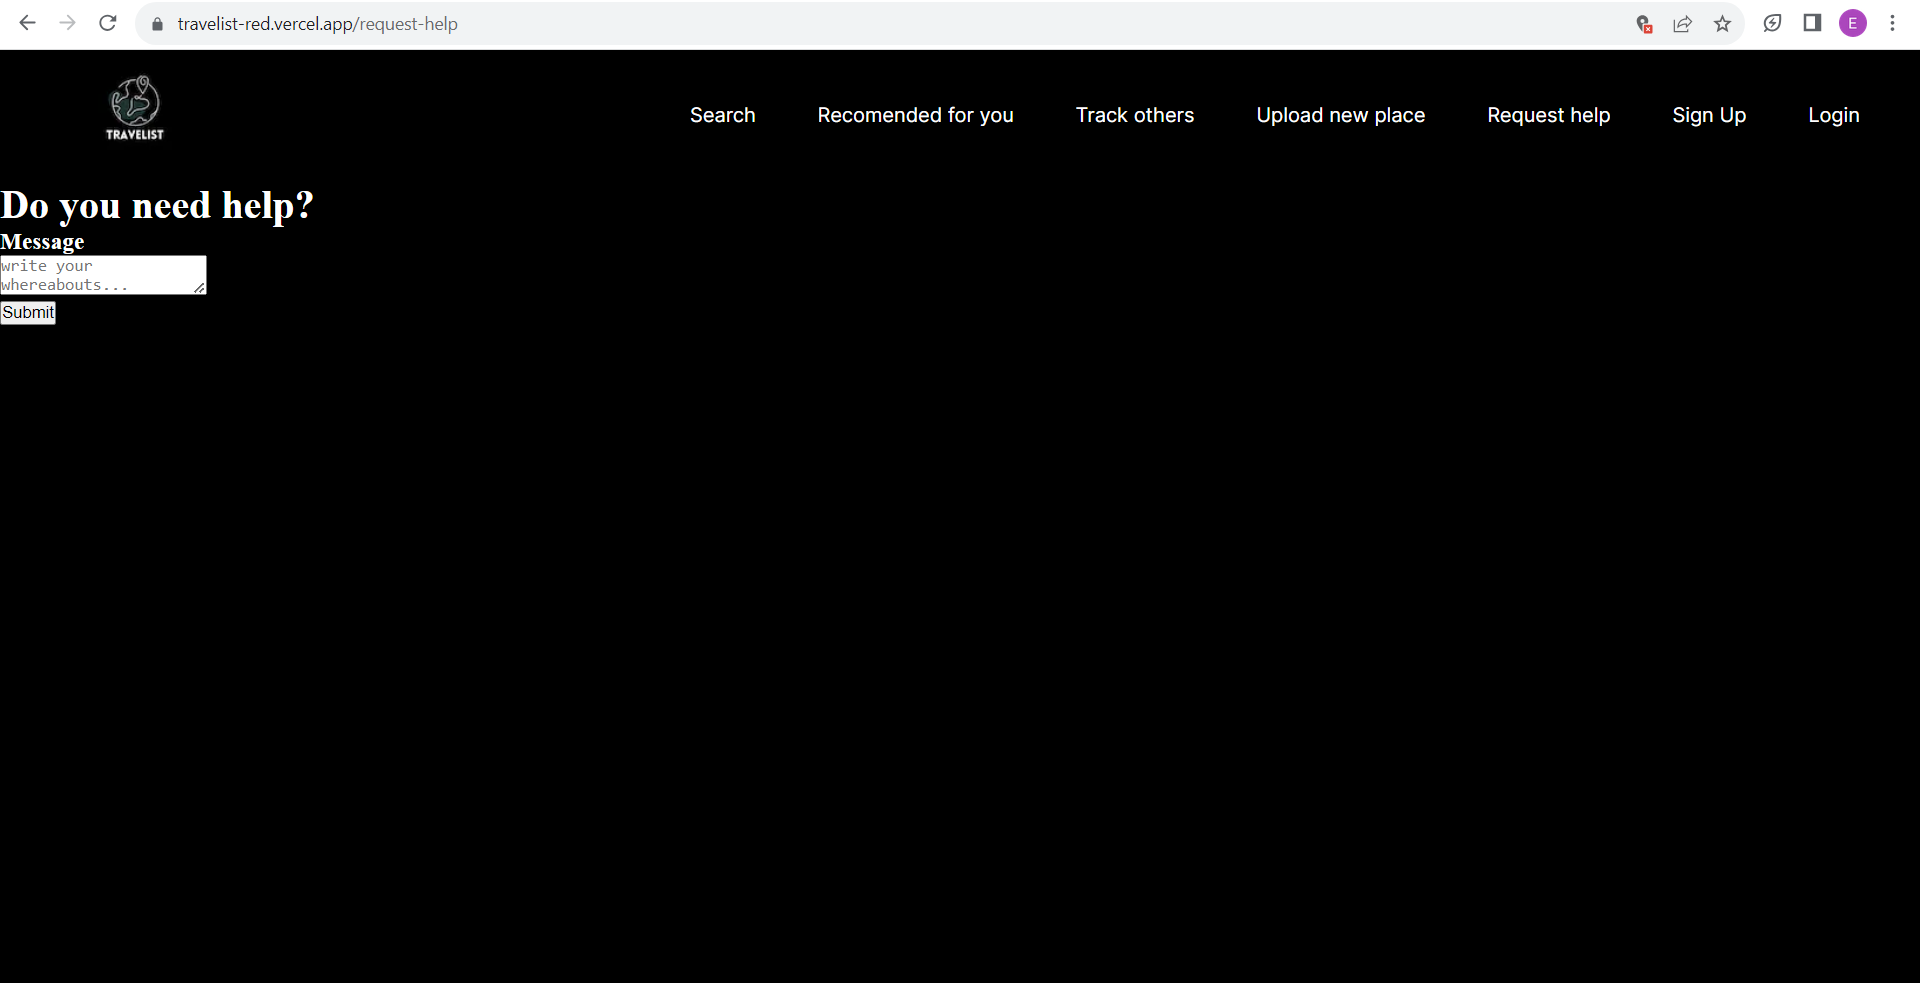 travelist-red.vercel.app/request-help
E
TRAVELIST
Search Recomended for you Track others Upload new place Request help Sign Up Login
Do you need help?
Message
write your
whereabouts...
Submit